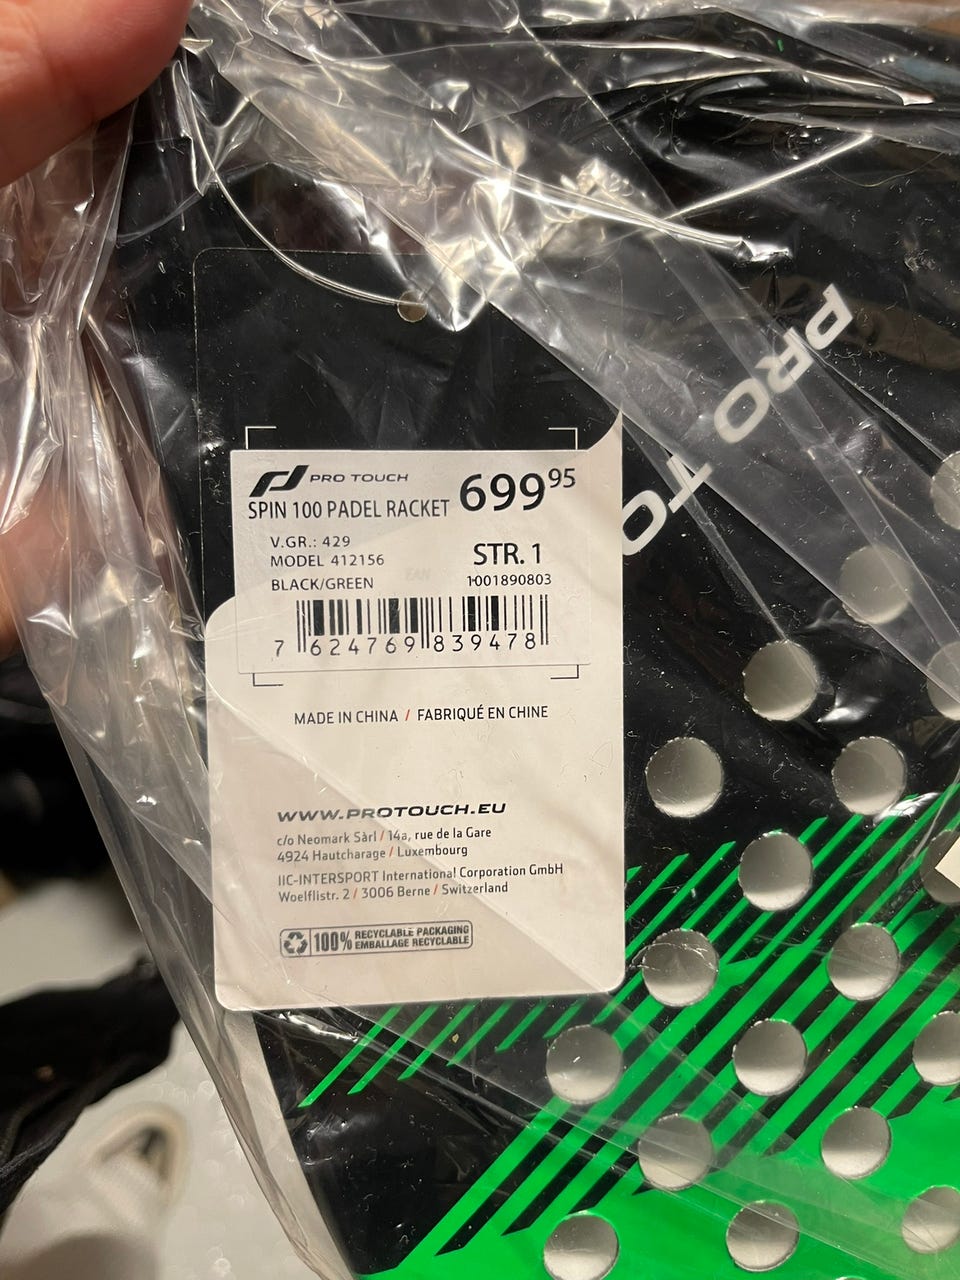 PRO TO
PRO TOUCH
699 95
SPIN 100 PADEL RACKET
V.GR.: 429
MODEL 412156
STR. 1
BLACK/GREEN
EAN
1001890803
7 624769 839478
MADE IN CHINA / FABRIQUÉ EN CHINE
WWW.PROTOUCH.EU
c/o Neomark Sàrl / 14a, rue de la Gare
4924 Hautcharage / Luxembourg
IIC-INTERSPORT International Corporation GmbH
Woelflistr. 2 / 3006 Berne / Switzerland
100% RECYCLABLE PACKAGING
EMBALLAGE RECYCLABLE